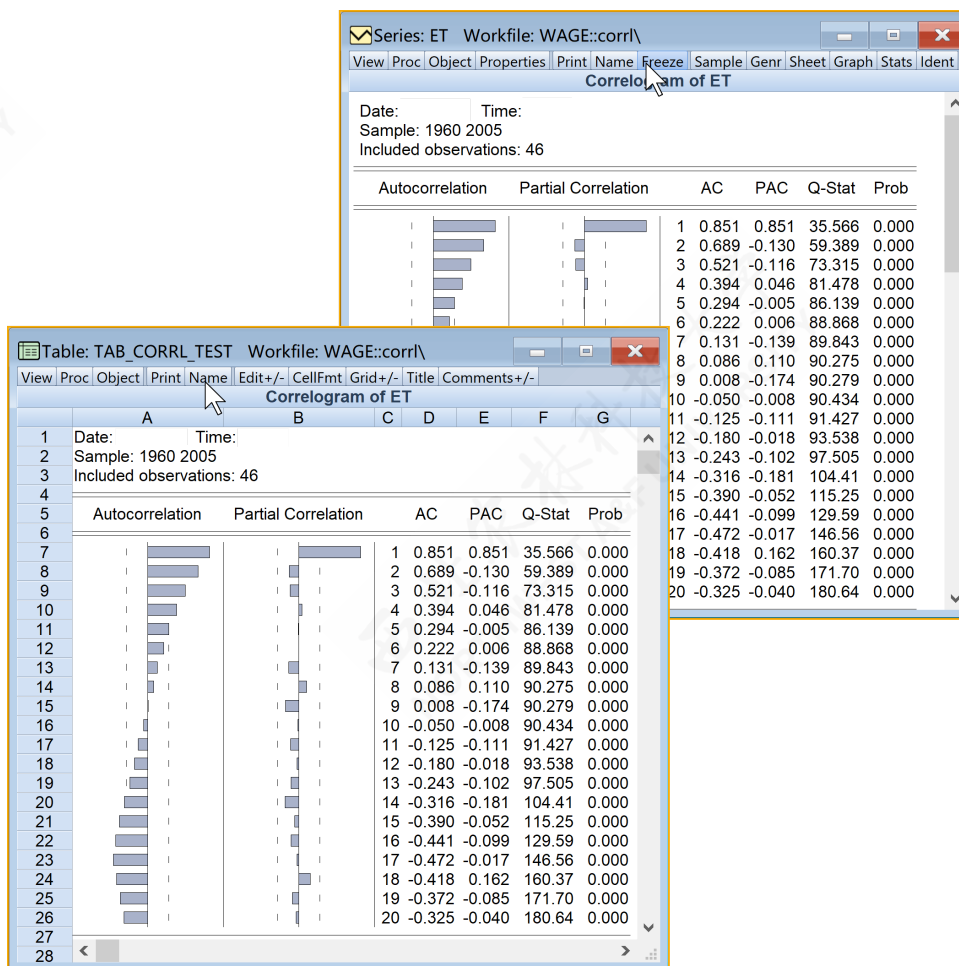 Series: ET Workfile: WAGE::corrl\
View Proc Object Properties Print Name Freeze Sample Genr Sheet Graph Stats Ident
Correlogram of ET
Date: Time:
Sample: 1960 2005
Included observations: 46
Autocorrelation Partial Correlation AC PAC Q-Stat Prob
1 0.851 0.851 35.566 0.000
2 0.689 -0.130 59.389 0.000
3 0.521 -0.116 73.315 0.000
4 0.394 0.046 81.478 0.000
5 0.294 -0.005 86.139 0.000
6 0.222 0.006 88.868 0.000
7 0.131 -0.139 89.843 0.000
8 0.086 0.110 90.275 0.000
9 0.008 -0.174 90.279 0.000
10 -0.050 -0.008 90.434 0.000
11 -0.125 -0.111 91.427 0.000
12 -0.180 -0.018 93.538 0.000
13 -0.243 -0.102 97.505 0.000
14 -0.316 -0.181 104.41 0.000
15 -0.390 -0.052 115.25 0.000
16 -0.441 -0.099 129.59 0.000
17 -0.472 -0.017 146.56 0.000
18 -0.418 0.162 160.37 0.000
19 -0.372 -0.085 171.70 0.000
20 -0.325 -0.040 180.64 0.000
Table: TAB_CORRL_TEST Workfile: WAGE::corrl\
View Proc Object Print Name Edit+/- CellFmt Grid+/- Title Comments+/-
Correlogram of ET
A B C D E F G
1 Date: Time:
2 Sample: 1960 2005
3 Included observations: 46
4
5 Autocorrelation Partial Correlation AC PAC Q-Stat Prob
6
7 1 0.851 0.851 35.566 0.000
8 2 0.689 -0.130 59.389 0.000
9 3 0.521 -0.116 73.315 0.000
10 4 0.394 0.046 81.478 0.000
11 5 0.294 -0.005 86.139 0.000
12 6 0.222 0.006 88.868 0.000
13 7 0.131 -0.139 89.843 0.000
14 8 0.086 0.110 90.275 0.000
15 9 0.008 -0.174 90.279 0.000
16 10 -0.050 -0.008 90.434 0.000
17 11 -0.125 -0.111 91.427 0.000
18 12 -0.180 -0.018 93.538 0.000
19 13 -0.243 -0.102 97.505 0.000
20 14 -0.316 -0.181 104.41 0.000
21 15 -0.390 -0.052 115.25 0.000
22 16 -0.441 -0.099 129.59 0.000
23 17 -0.472 -0.017 146.56 0.000
24 18 -0.418 0.162 160.37 0.000
25 19 -0.372 -0.085 171.70 0.000
26 20 -0.325 -0.040 180.64 0.000
27
28